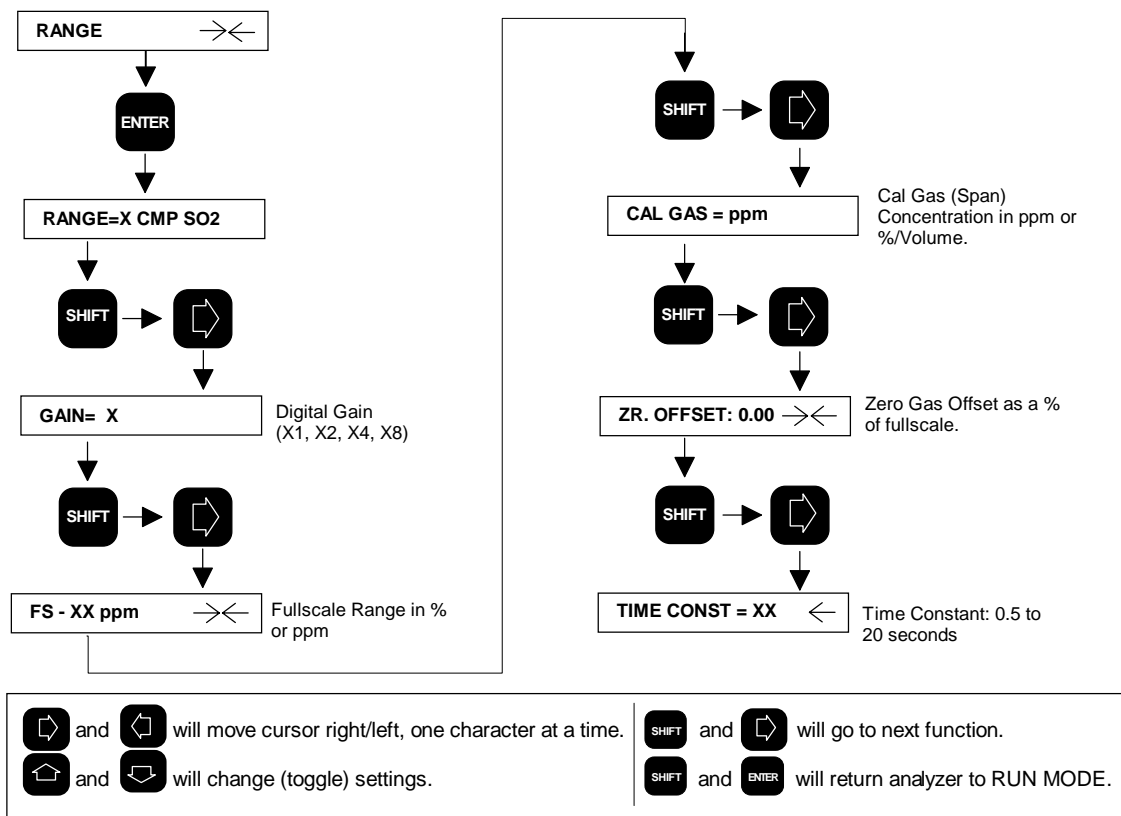 RANGE
ENTER
RANGE=X CMP SO2
SHIFT
GAIN= X
Digital Gain
(X1, X2, X4, X8)
SHIFT
FS - XX ppm
Fullscale Range in %
or ppm
SHIFT
CAL GAS = ppm
Cal Gas (Span)
Concentration in ppm or
%/Volume.
SHIFT
ZR. OFFSET: 0.00
Zero Gas Offset as a %
of fullscale.
SHIFT
TIME CONST = XX
Time Constant: 0.5 to
20 seconds
and will move cursor right/left, one character at a time.
and will change (toggle) settings.
SHIFT and will go to next function.
SHIFT and ENTER will return analyzer to RUN MODE.